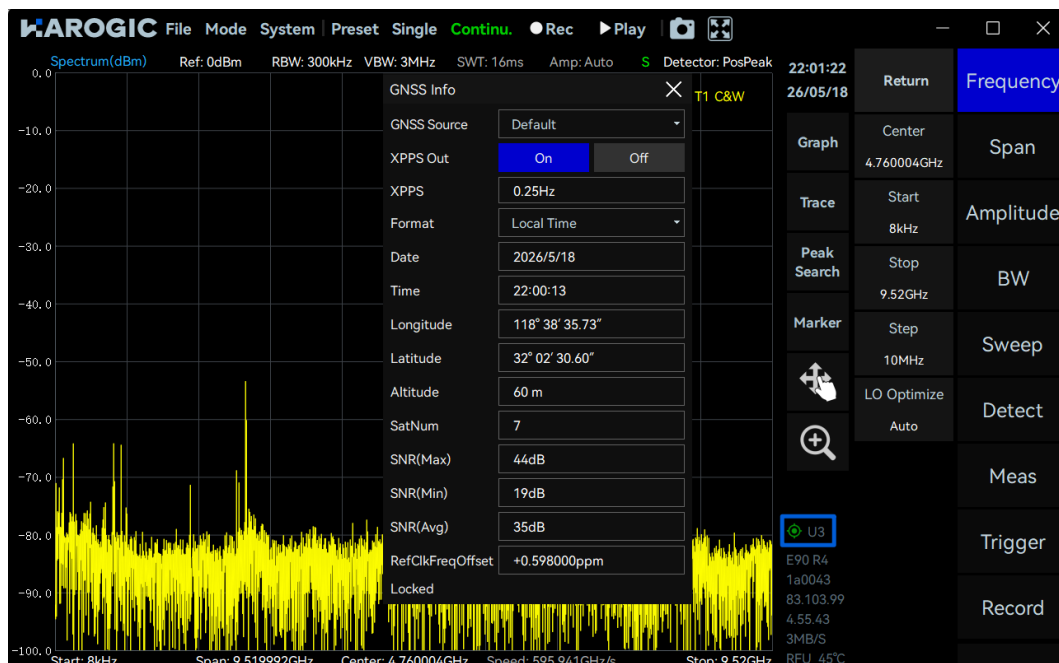 HAROGIC File Mode System Preset Single Continu. Rec Play
Spectrum(dBm) Ref: 0dBm RBW: 300kHz VBW: 3MHz SWT: 16ms Amp: Auto S Detector: PosPeak
0.0
-10.0
-20.0
-30.0
-40.0
-50.0
-60.0
-70.0
-80.0
-90.0
-100.0
T1 C&W
GNSS Info
GNSS Source Default
XPPS Out On Off
XPPS 0.25Hz
Format Local Time
Date 2026/5/18
Time 22:00:13
Longitude 118° 38′ 35.73″
Latitude 32° 02′ 30.60″
Altitude 60 m
SatNum 7
SNR(Max) 44dB
SNR(Min) 19dB
SNR(Avg) 35dB
RefClkFreqOffset +0.598000ppm
Locked
Start: 8kHz Span: 9.519992GHz Center: 4.760004GHz Speed: 595.941GHz/s Stop: 9.52GHz
22:01:22
26/05/18
Graph
Trace
Peak
Search
Marker
U3
E90 R4
1a0043
83.103.99
4.55.43
3MB/S
RFU 45℃
Return
Center
4.760004GHz
Start
8kHz
Stop
9.52GHz
Step
10MHz
LO Optimize
Auto
Frequency
Span
Amplitude
BW
Sweep
Detect
Meas
Trigger
Record